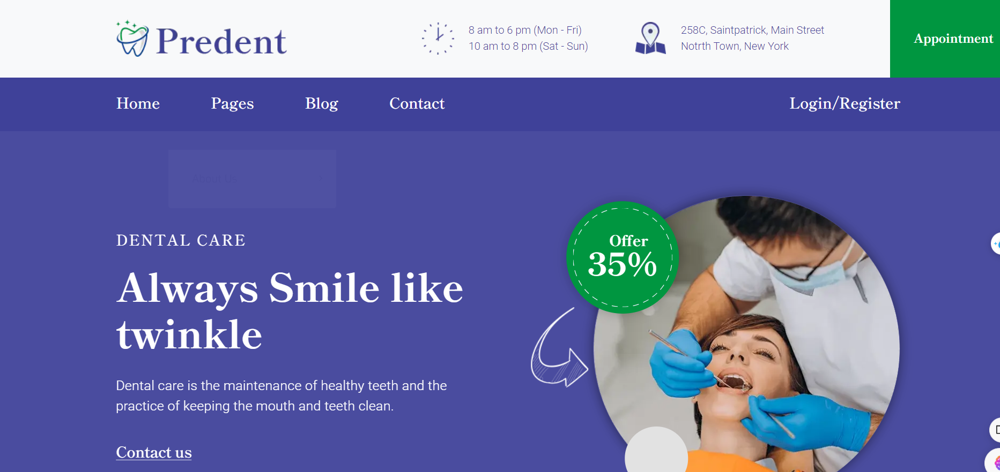 Predent
8 am to 6 pm (Mon - Fri)
10 am to 8 pm (Sat - Sun)
258C, Saintpatrick, Main Street
Notrth Town, New York
Appointment
Home
Pages
Blog
Contact
Login/Register
About Us
DENTAL CARE
Always Smile like
twinkle
Dental care is the maintenance of healthy teeth and the
practice of keeping the mouth and teeth clean.
Contact us
Offer
35%